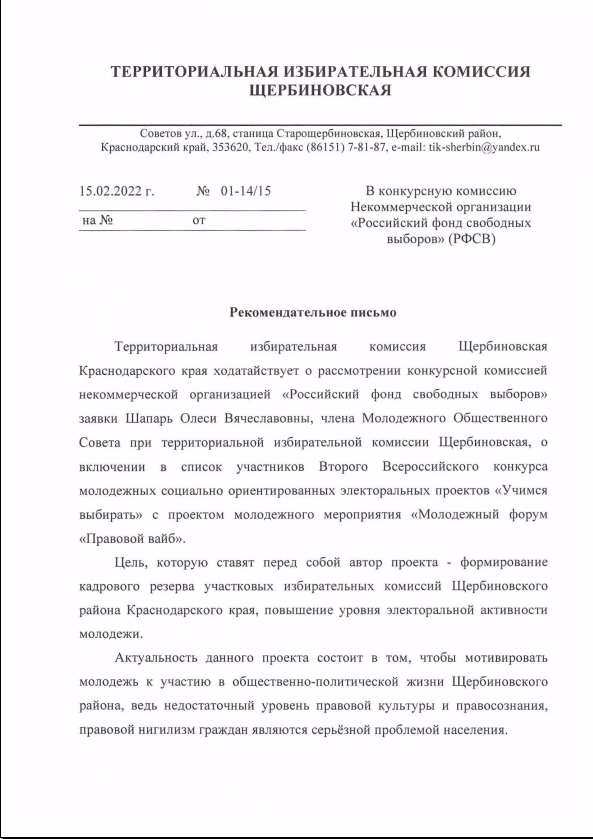 ТЕРРИТОРИАЛЬНАЯ ИЗБИРАТЕЛЬНАЯ КОМИССИЯ
ЩЕРБИНОВСКАЯ
Советов ул., д.68, станица Старощербиновская, Щербиновский район,
Краснодарский край, 353620, Тел./факс (86151) 7-81-87, e-mail: tik-sherbin@yandex.ru
15.02.2022 г. № 01-14/15
на № от
В конкурсную комиссию
Некоммерческой организации
«Российский фонд свободных
выборов» (РФСВ)
Рекомендательное письмо
Территориальная избирательная комиссия Щербиновская
Краснодарского края ходатайствует о рассмотрении конкурсной комиссией
некоммерческой организацией «Российский фонд свободных выборов»
заявки Шапарь Олеси Вячеславовны, члена Молодежного Общественного
Совета при территориальной избирательной комиссии Щербиновская, о
включении в список участников Второго Всероссийского конкурса
молодежных социально ориентированных электоральных проектов «Учимся
выбирать» с проектом молодежного мероприятия «Молодежный форум
«Правовой вайб».
Цель, которую ставят перед собой автор проекта - формирование
кадрового резерва участковых избирательных комиссий Щербиновского
района Краснодарского края, повышение уровня электоральной активности
молодежи.
Актуальность данного проекта состоит в том, чтобы мотивировать
молодежь к участию в общественно-политической жизни Щербиновского
района, ведь недостаточный уровень правовой культуры и правосознания,
правовой нигилизм граждан являются серьёзной проблемой населения.